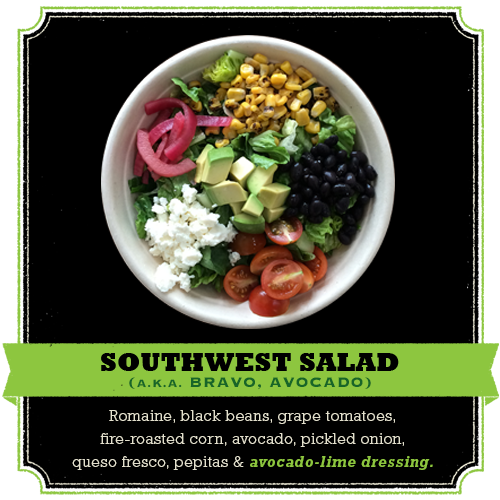 SOUTHWEST SALAD
(A.K.A. BRAVO, AVOCADO)
Romaine, black beans, grape tomatoes,
fire-roasted corn, avocado, pickled onion,
queso fresco, pepitas & avocado-lime dressing.